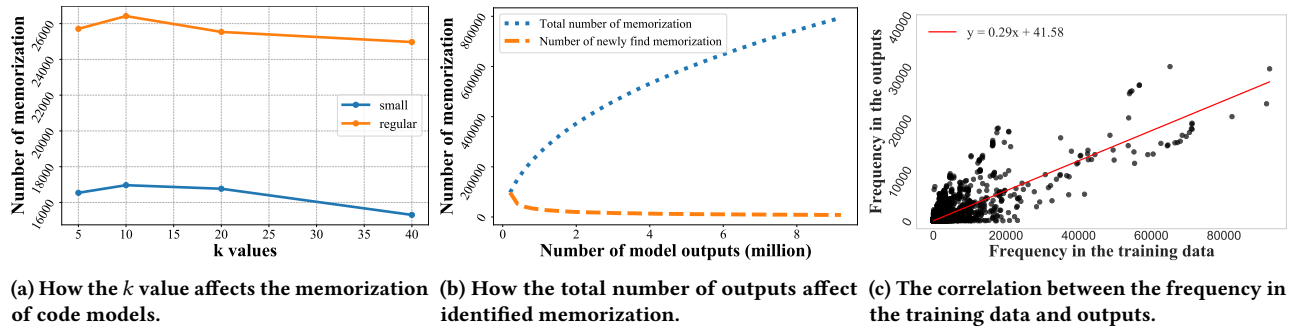 Number of memorization
26000
24000
22000
20000
18000
16000
small
regular
5
10
15
20
25
30
35
40
k values
(a) How the k value affects the memorization
of code models.
Number of memorization
800000
600000
400000
200000
0
Total number of memorization
Number of newly find memorization
0
2
4
6
8
Number of model outputs (million)
(b) How the total number of outputs affect
identified memorization.
Frequency in the outputs
40000
30000
20000
10000
0
y = 0.29x + 41.58
0
20000
40000
60000
80000
Frequency in the training data
(c) The correlation between the frequency in
the training data and outputs.